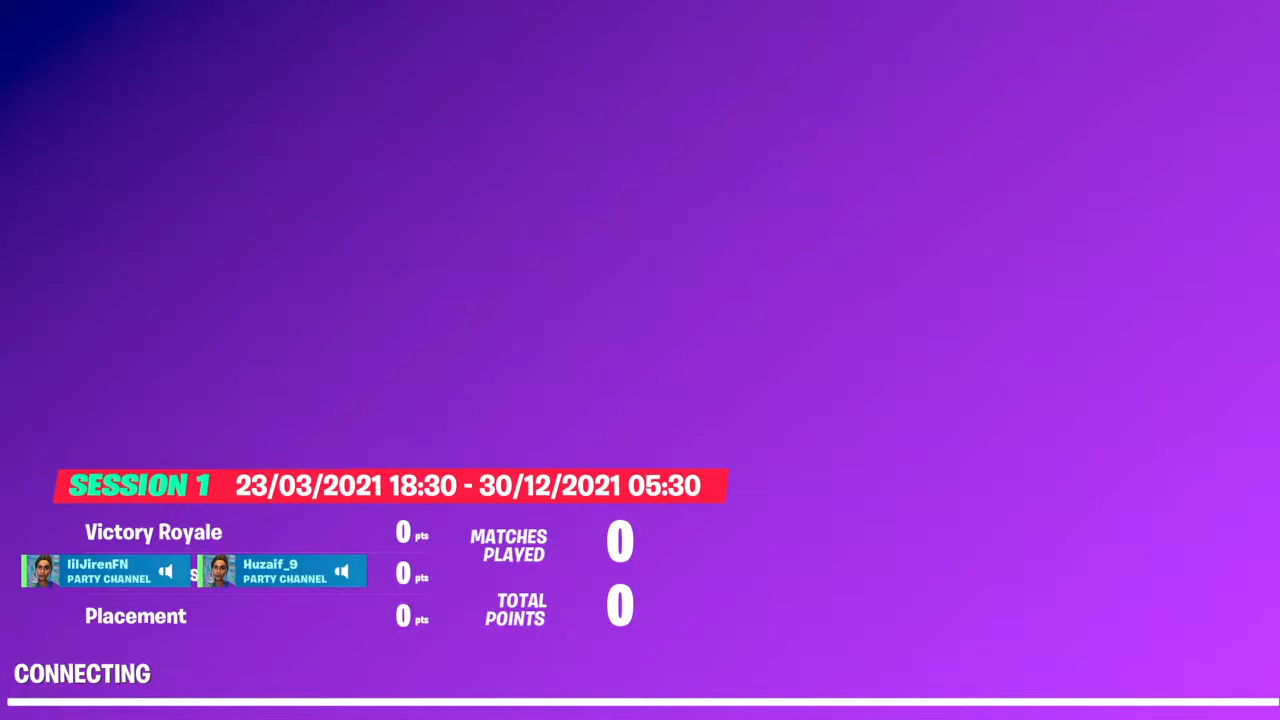 SESSION 1 23/03/2021 18:30 - 30/12/2021 05:30
Victory Royale 0 pts
MATCHES PLAYED 0
lilJirenFN
PARTY CHANNEL
Huzaif_9
PARTY CHANNEL
s 0 pts
TOTAL POINTS 0
Placement 0 pts
CONNECTING